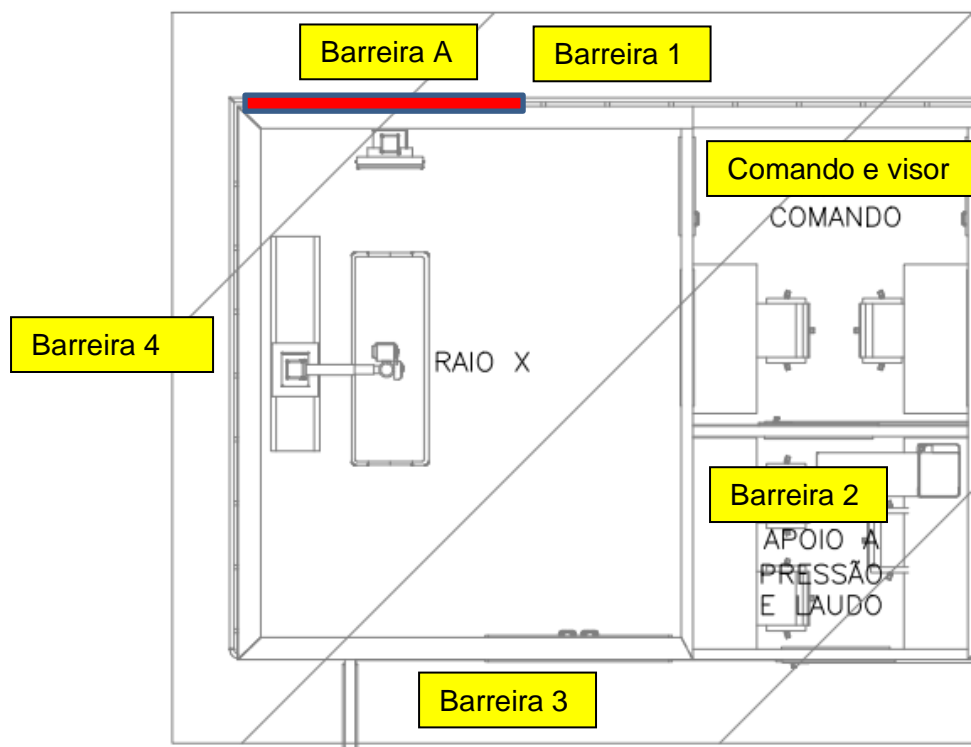 Barreira A
Barreira 1
Comando e visor
COMANDO
Barreira 4
RAIO X
Barreira 2
APOIO A
PRESSÃO
E LAUDO
Barreira 3